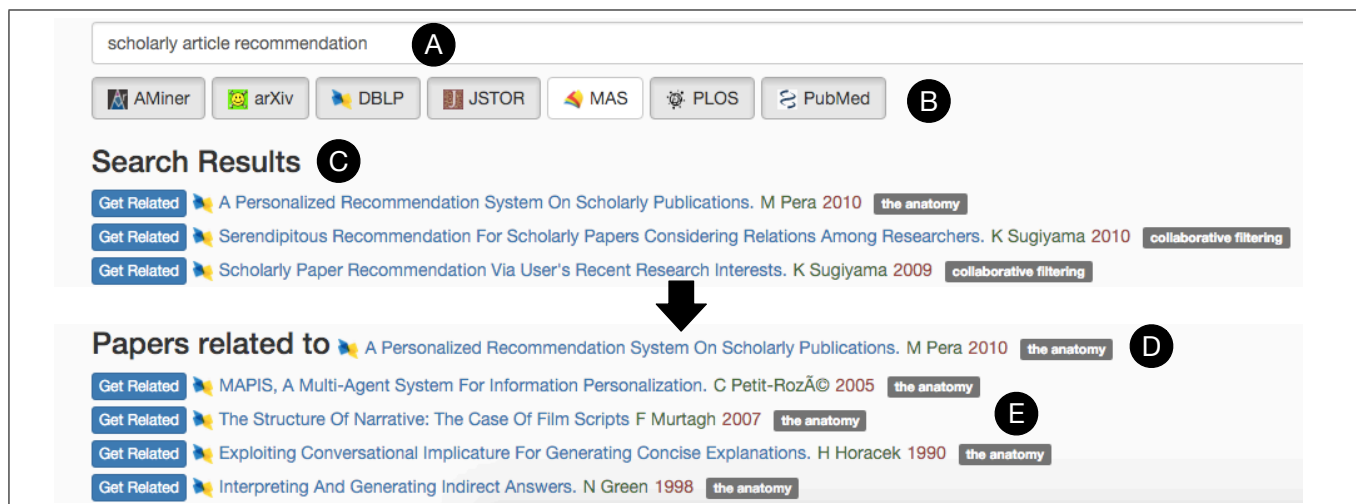 scholarly article recommendation A
AMiner arXiv DBLP JSTOR MAS PLOS PubMed B
Search Results C
Get Related A Personalized Recommendation System On Scholarly Publications. M Pera 2010 the anatomy
Get Related Serendipitous Recommendation For Scholarly Papers Considering Relations Among Researchers. K Sugiyama 2010 collaborative filtering
Get Related Scholarly Paper Recommendation Via User's Recent Research Interests. K Sugiyama 2009 collaborative filtering
Papers related to A Personalized Recommendation System On Scholarly Publications. M Pera 2010 the anatomy D
Get Related MAPIS, A Multi-Agent System For Information Personalization. C Petit-RozÃ© 2005 the anatomy
Get Related The Structure Of Narrative: The Case Of Film Scripts F Murtagh 2007 the anatomy E
Get Related Exploiting Conversational Implicature For Generating Concise Explanations. H Horacek 1990 the anatomy
Get Related Interpreting And Generating Indirect Answers. N Green 1998 the anatomy